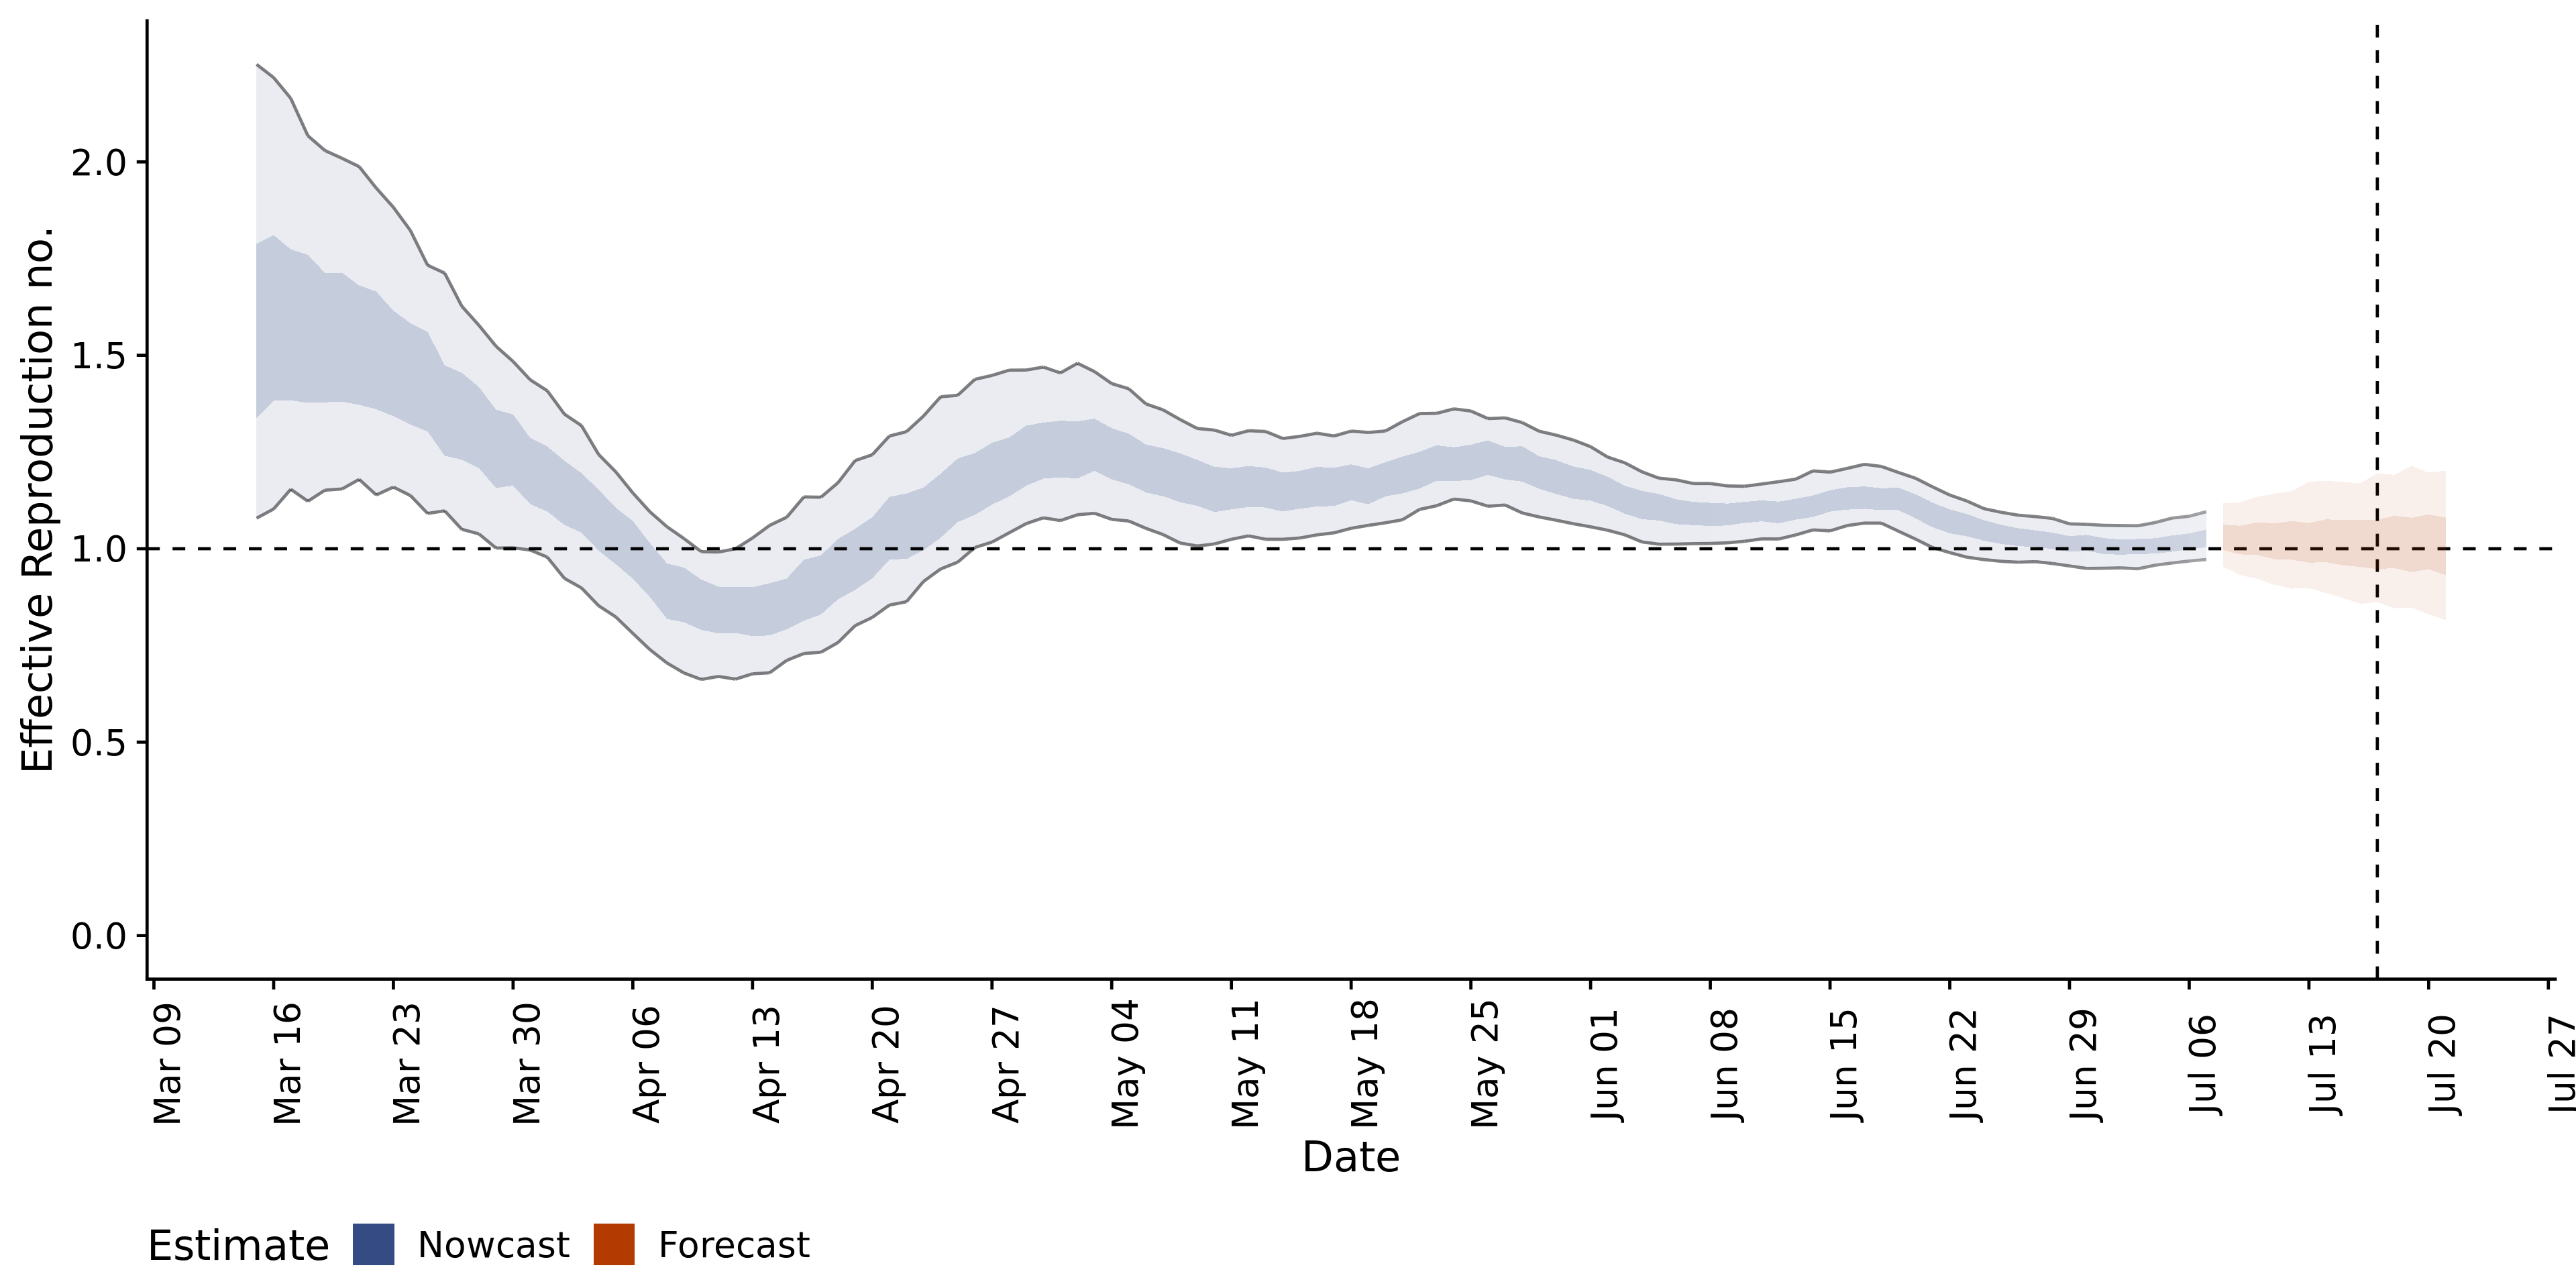 Effective Reproduction no.
2.0
1.5
1.0
0.5
0.0
Mar 09
Mar 16
Mar 23
Mar 30
Apr 06
Apr 13
Apr 20
Apr 27
May 04
May 11
May 18
May 25
Jun 01
Jun 08
Jun 15
Jun 22
Jun 29
Jul 06
Jul 13
Jul 20
Jul 27
Date
Estimate Nowcast Forecast